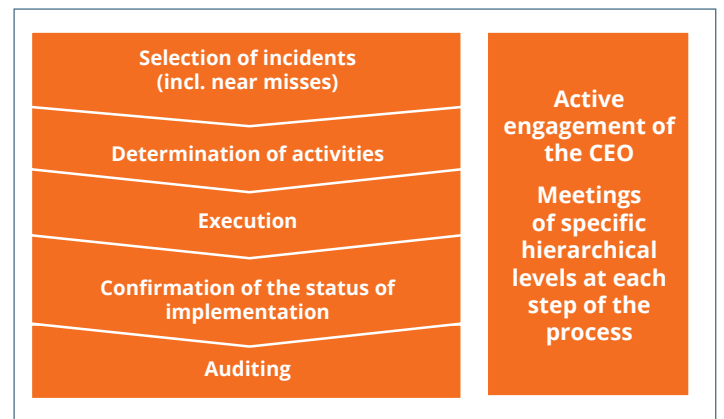 Selection of incidents
(incl. near misses)
Determination of activities
Execution
Confirmation of the status of
implementation
Auditing
Active
engagement of
the CEO
Meetings
of specific
hierarchical
levels at each
step of the
process